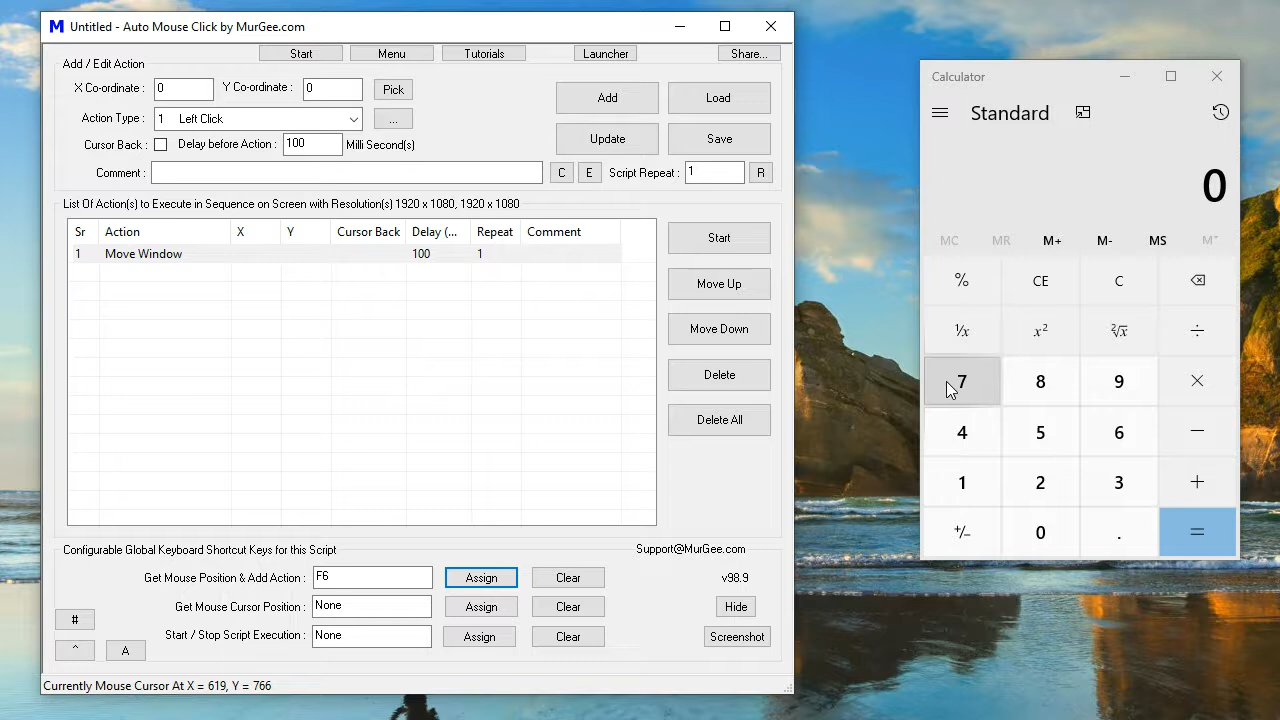 M Untitled - Auto Mouse Click by MurGee.com
Start Menu Tutorials Launcher Share...
Add / Edit Action
X Co-ordinate : 0 Y Co-ordinate : 0 Pick
Add Load
Action Type : 1 Left Click ...
Cursor Back : Delay before Action : 100 Milli Second(s)
Update Save
Comment : C E Script Repeat : 1 R
List Of Action(s) to Execute in Sequence on Screen with Resolution(s) 1920 x 1080, 1920 x 1080
Sr Action X Y Cursor Back Delay (... Repeat Comment
1 Move Window 100 1
Start
Move Up
Move Down
Delete
Delete All
Configurable Global Keyboard Shortcut Keys for this Script
Support@MurGee.com
Get Mouse Position & Add Action : F6 Assign Clear
Get Mouse Cursor Position : None Assign Clear Hide
#
Start / Stop Script Execution : None Assign Clear Screenshot
^ A
Currently Mouse Cursor At X = 619, Y = 766
Calculator
Standard
0
MC MR M+ M- MS M˅
% CE C
¹/x x² ²√x ÷
7 8 9 ×
4 5 6 −
1 2 3 +
+/− 0 . =